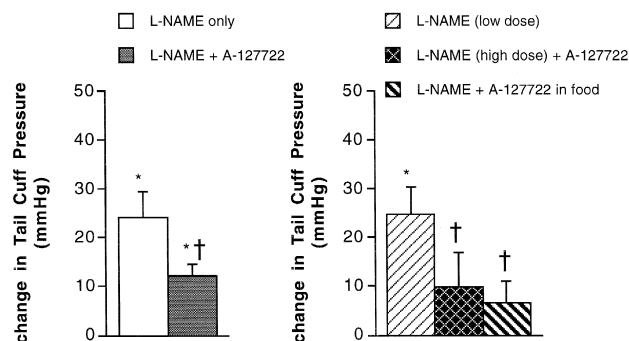 L-NAME only
L-NAME + A-127722
change in Tail Cuff Pressure
(mmHg)
50
40
30
20
10
0
*
*†
L-NAME (low dose)
L-NAME (high dose) + A-127722
L-NAME + A-127722 in food
change in Tail Cuff Pressure
(mmHg)
50
40
30
20
10
0
*
†
†